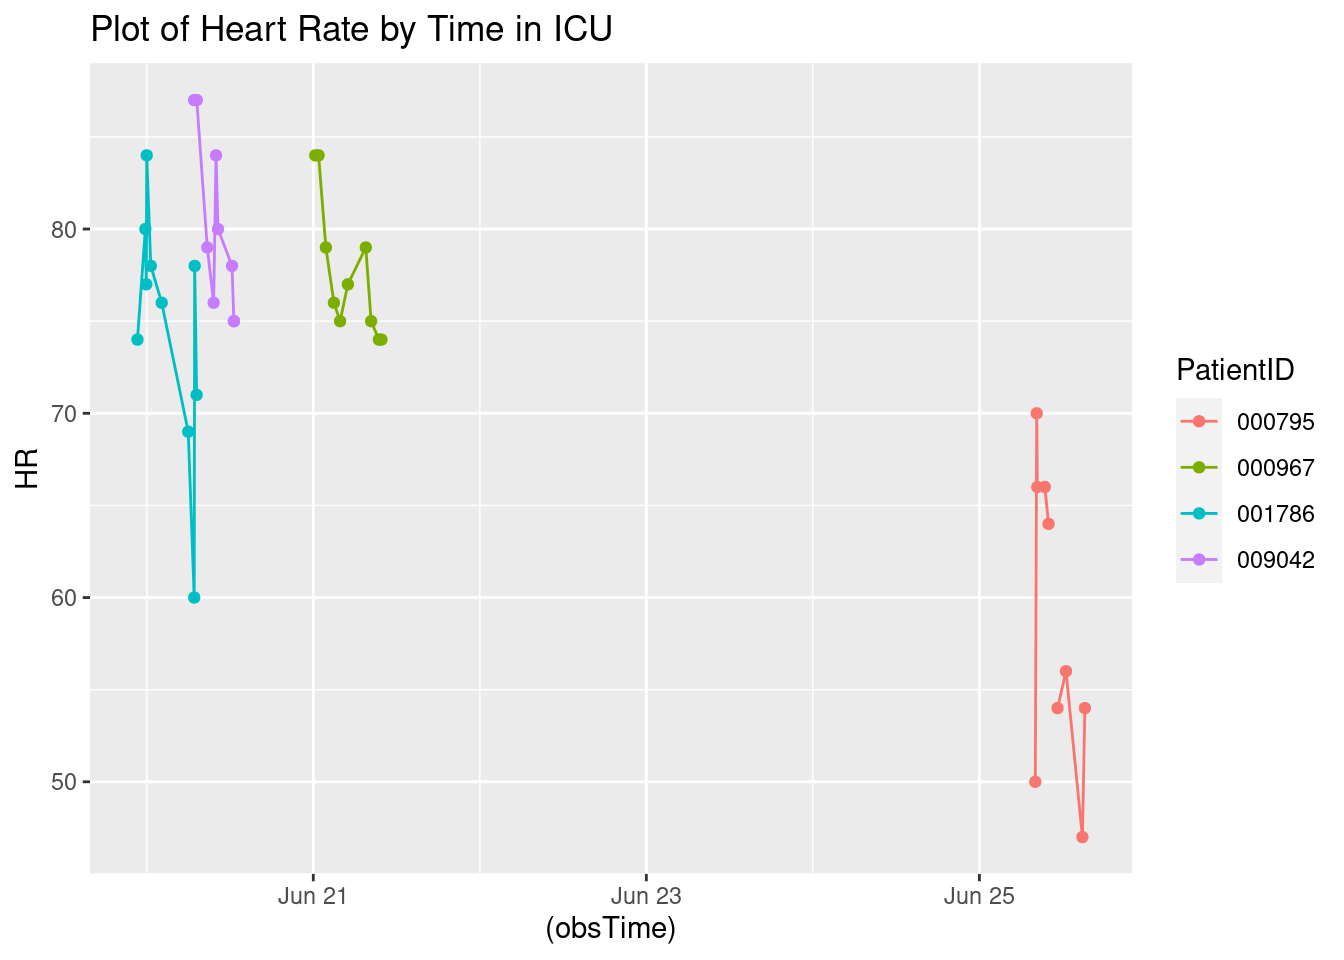 Plot of Heart Rate by Time in ICU
HR
80
70
60
50
Jun 21
Jun 23
Jun 25
(obsTime)
PatientID
000795
000967
001786
009042